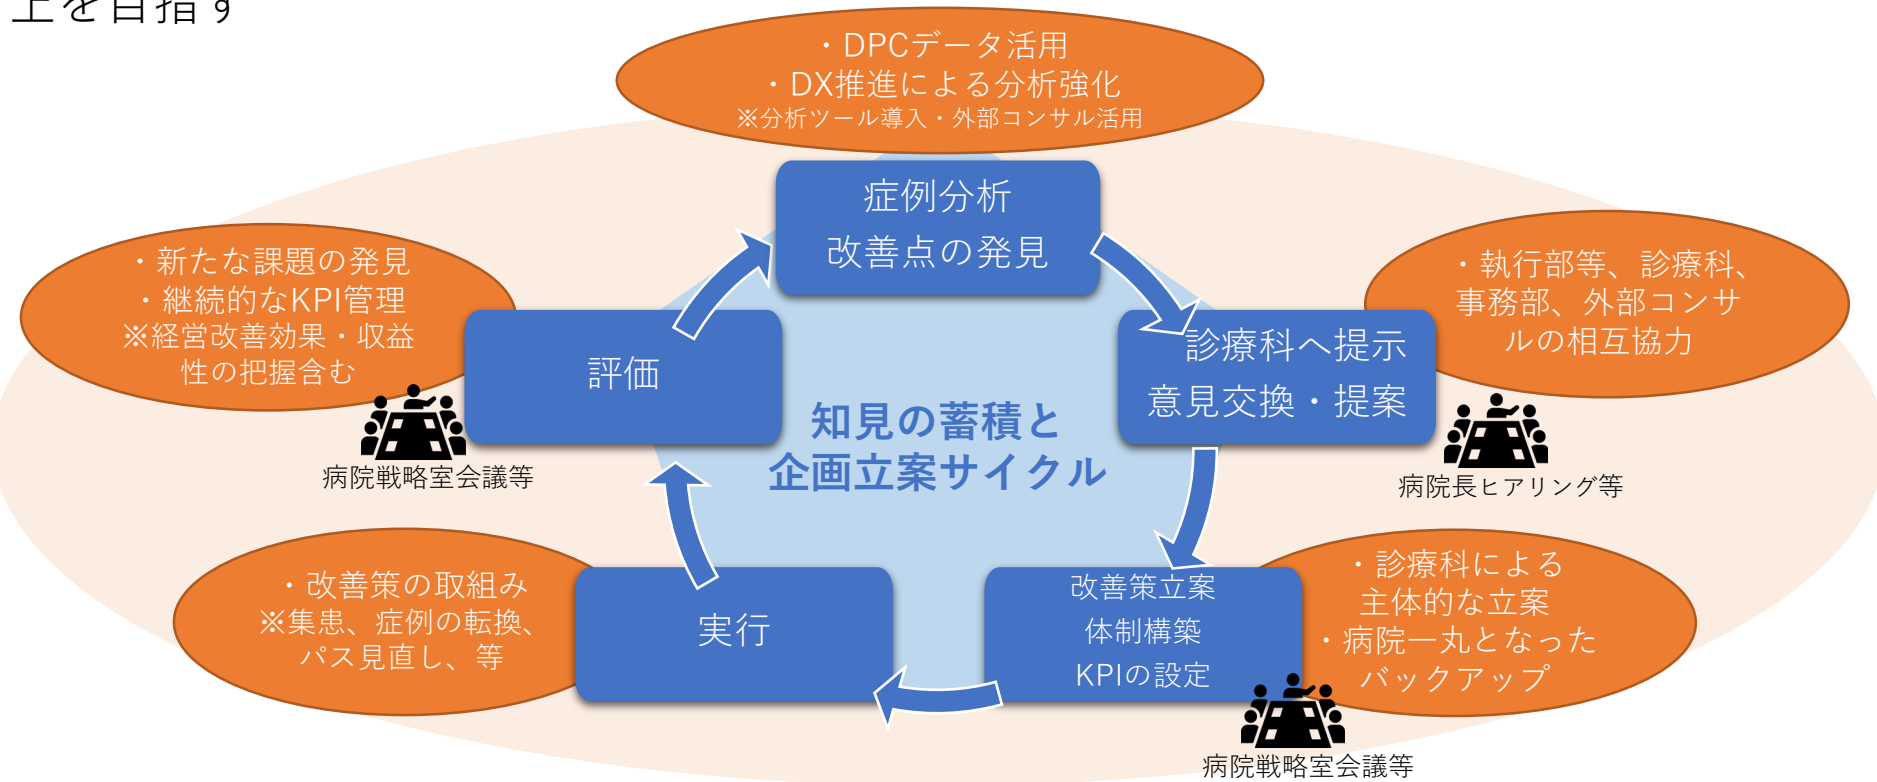 上を目指す
・DPCデータ活用
・DX推進による分析強化
※分析ツール導入・外部コンサル活用
症例分析
改善点の発見
・執行部等、診療科、
事務部、外部コンサ
ルの相互協力
診療科へ提示
意見交換・提案
病院長ヒアリング等
・診療科による
主体的な立案
・病院一丸となった
バックアップ
改善策立案
体制構築
KPIの設定
病院戦略室会議等
・改善策の取組み
※集患、症例の転換、
パス見直し、等
実行
・新たな課題の発見
・継続的なKPI管理
※経営改善効果・収益
性の把握含む
評価
病院戦略室会議等
知見の蓄積と
企画立案サイクル